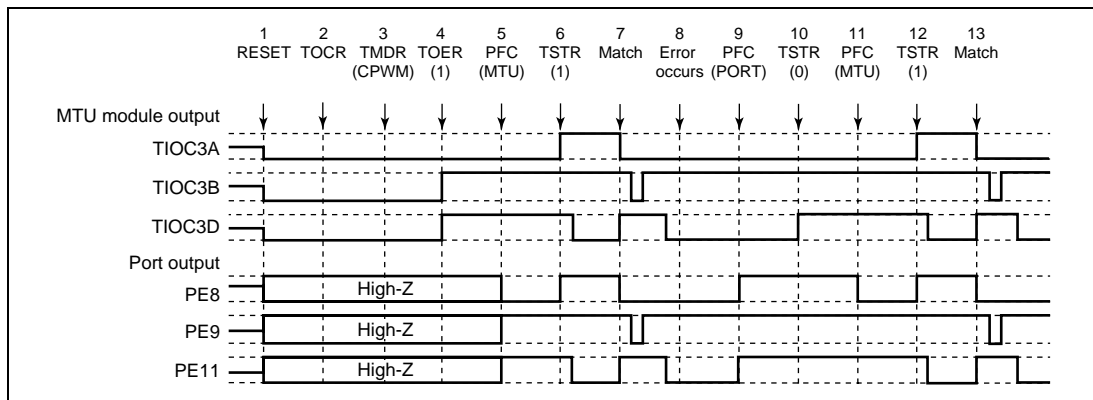 1 2 3 4 5 6 7 8 9 10 11 12 13
RESET TOCR TMDR TOER PFC TSTR Match Error PFC TSTR PFC TSTR Match
(CPWM) (1) (MTU) (1) occurs (PORT) (0) (MTU) (1)
MTU module output
TIOC3A
TIOC3B
TIOC3D
Port output
PE8 High-Z
PE9 High-Z
PE11 High-Z